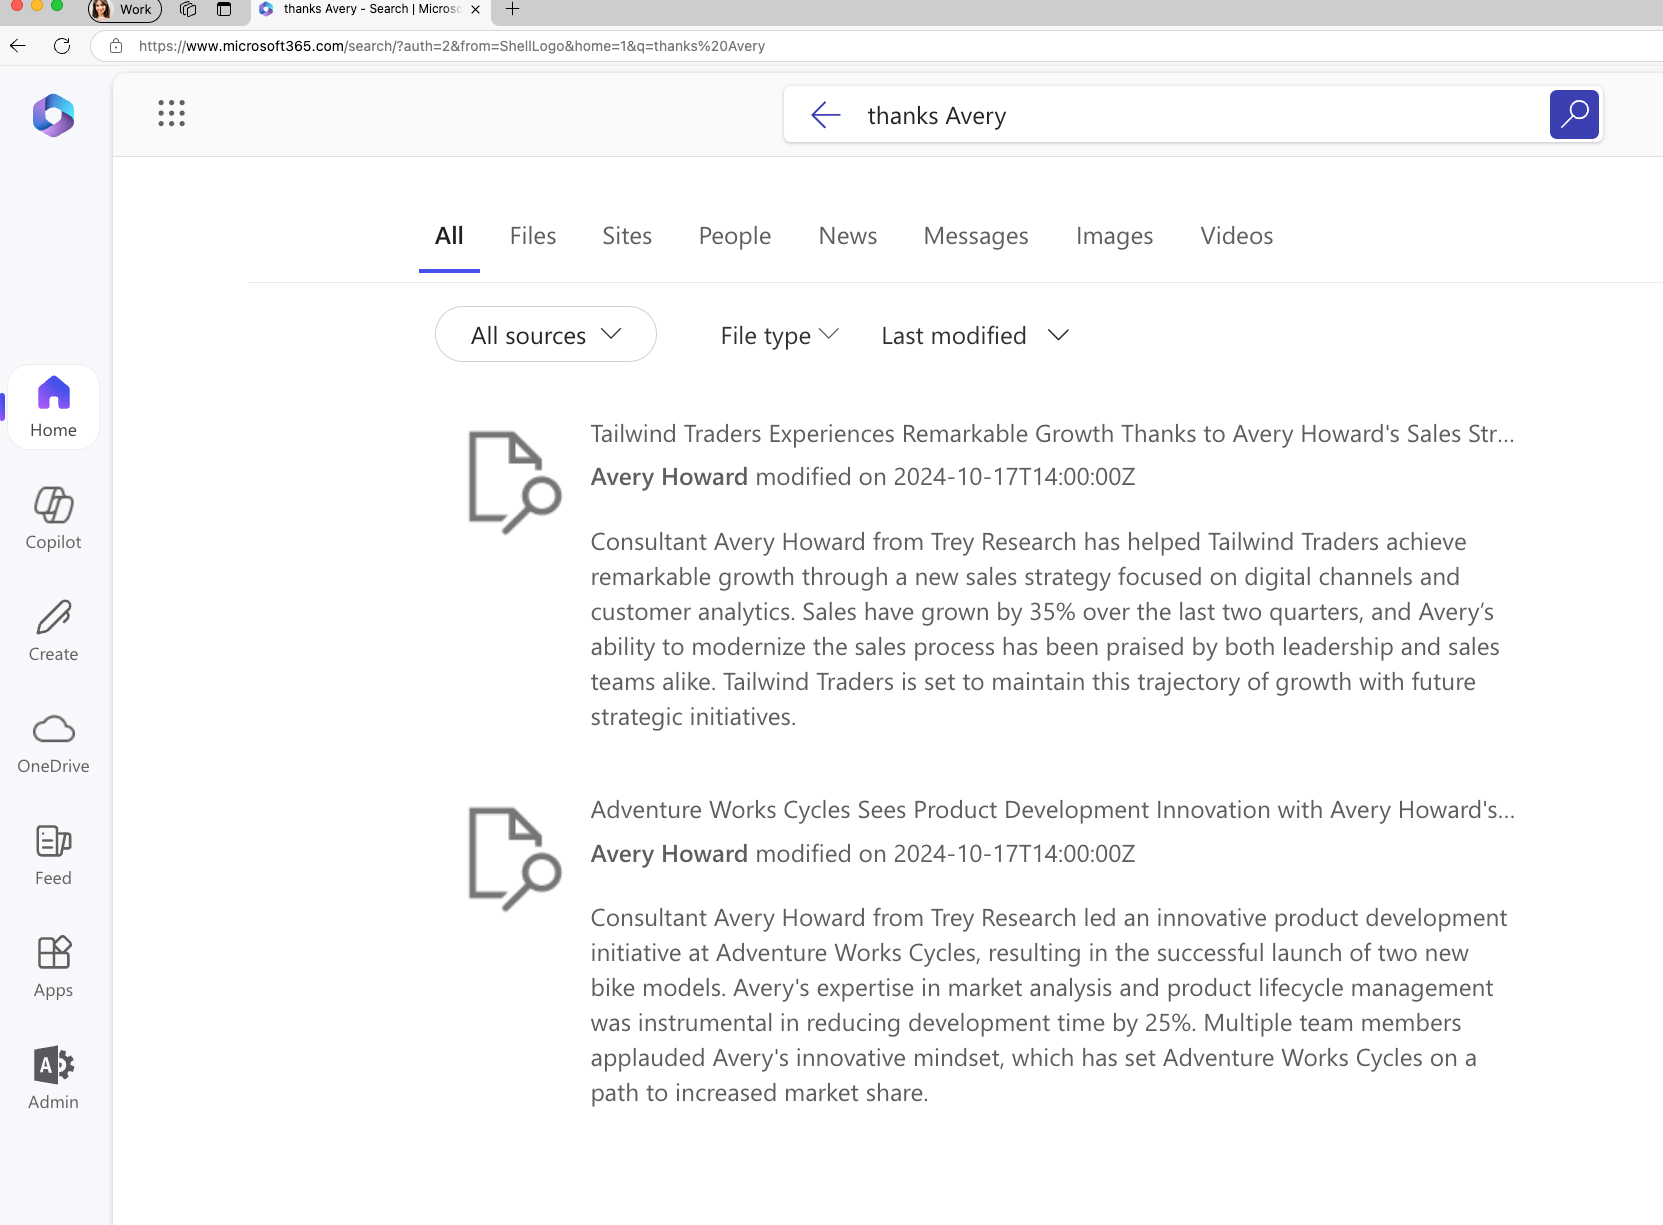 Work
thanks Avery - Search | Micros
https://www.microsoft365.com/search/?auth=2&from=ShellLogo&home=1&q=thanks%20Avery
thanks Avery
All
Files
Sites
People
News
Messages
Images
Videos
All sources
File type
Last modified
Home
Copilot
Create
OneDrive
Feed
Apps
A
Admin
Tailwind Traders Experiences Remarkable Growth Thanks to Avery Howard's Sales Str...
Avery Howard modified on 2024-10-17T14:00:00Z
Consultant Avery Howard from Trey Research has helped Tailwind Traders achieve
remarkable growth through a new sales strategy focused on digital channels and
customer analytics. Sales have grown by 35% over the last two quarters, and Avery’s
ability to modernize the sales process has been praised by both leadership and sales
teams alike. Tailwind Traders is set to maintain this trajectory of growth with future
strategic initiatives.
Adventure Works Cycles Sees Product Development Innovation with Avery Howard's...
Avery Howard modified on 2024-10-17T14:00:00Z
Consultant Avery Howard from Trey Research led an innovative product development
initiative at Adventure Works Cycles, resulting in the successful launch of two new
bike models. Avery's expertise in market analysis and product lifecycle management
was instrumental in reducing development time by 25%. Multiple team members
applauded Avery's innovative mindset, which has set Adventure Works Cycles on a
path to increased market share.